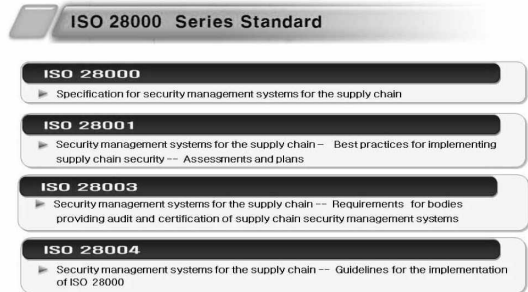 ISO 28000 Series Standard
ISO 28000
Specification for security management systems for the supply chain
ISO 28001
Security management systems for the supply chain – Best practices for implementing
supply chain security -- Assessments and plans
ISO 28003
Security management systems for the supply chain -- Requirements for bodies
providing audit and certification of supply chain security management systems
ISO 28004
Security management systems for the supply chain -- Guidelines for the implementation
of ISO 28000